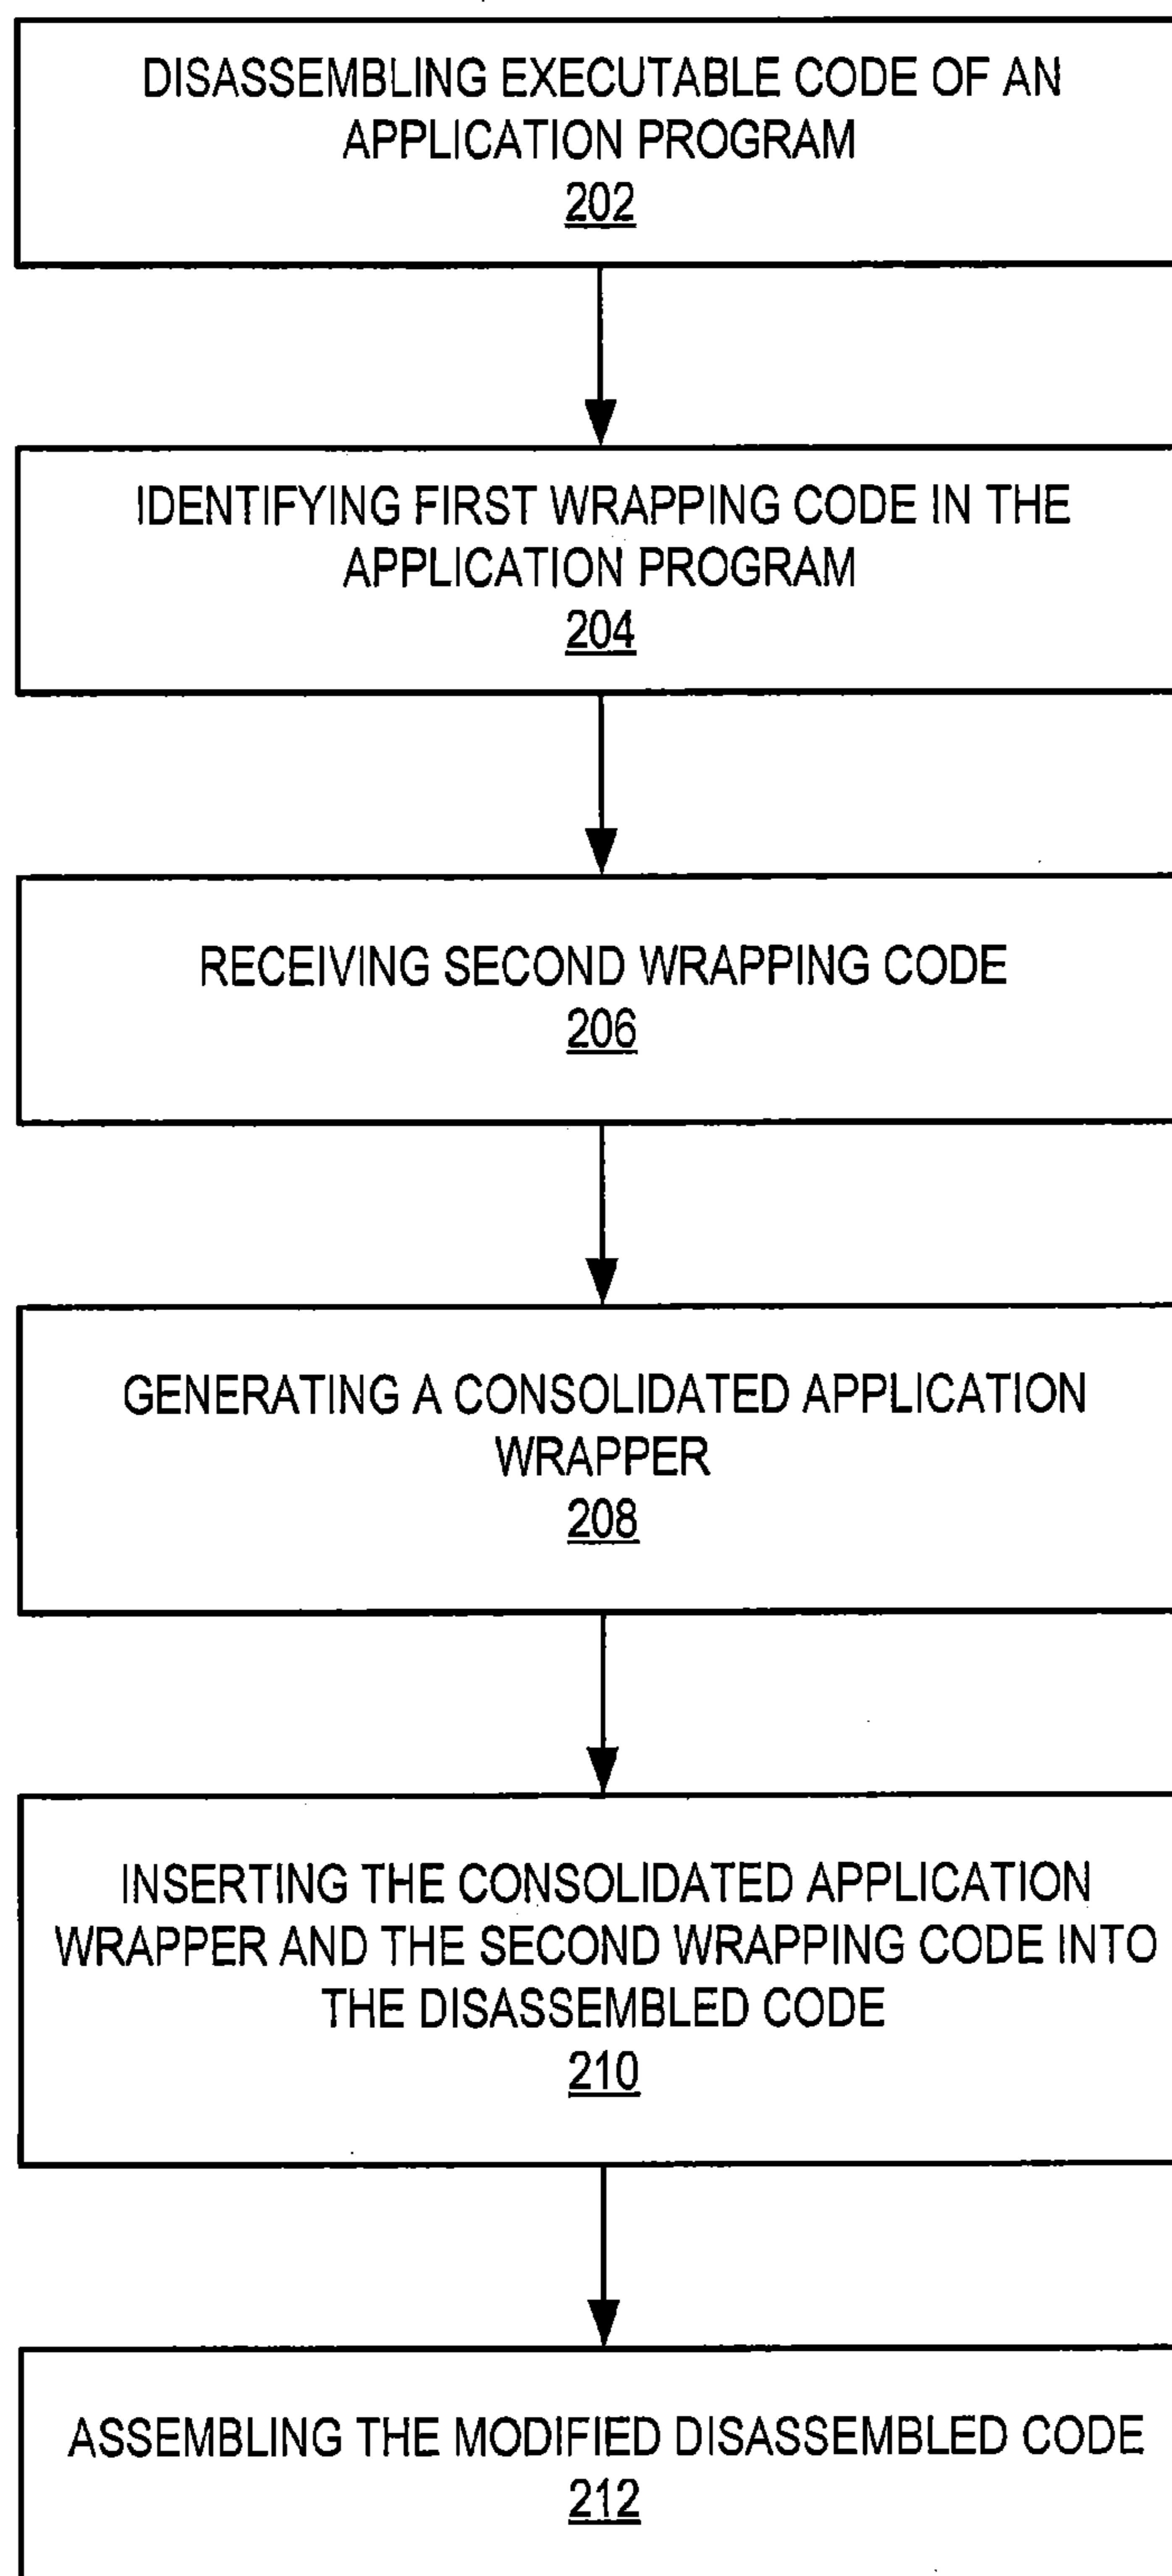 DISASSEMBLING EXECUTABLE CODE OF AN
APPLICATION PROGRAM
202
IDENTIFYING FIRST WRAPPING CODE IN THE
APPLICATION PROGRAM
204
RECEIVING SECOND WRAPPING CODE
206
GENERATING A CONSOLIDATED APPLICATION
WRAPPER
208
INSERTING THE CONSOLIDATED APPLICATION
WRAPPER AND THE SECOND WRAPPING CODE INTO
THE DISASSEMBLED CODE
210
ASSEMBLING THE MODIFIED DISASSEMBLED CODE
212